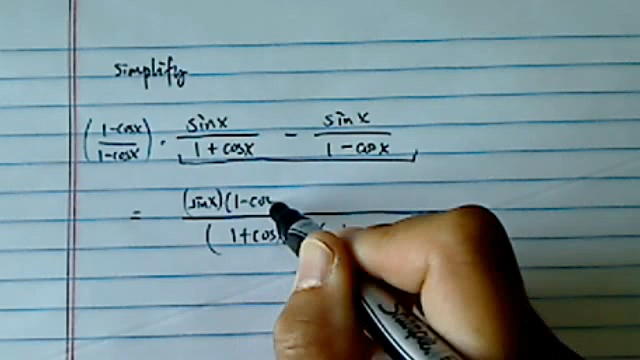 simplify
(1-cosx/1-cosx) · sinx/1+cosx - sinx/1-cosx
= (sinx)(1-cos
(1+cos